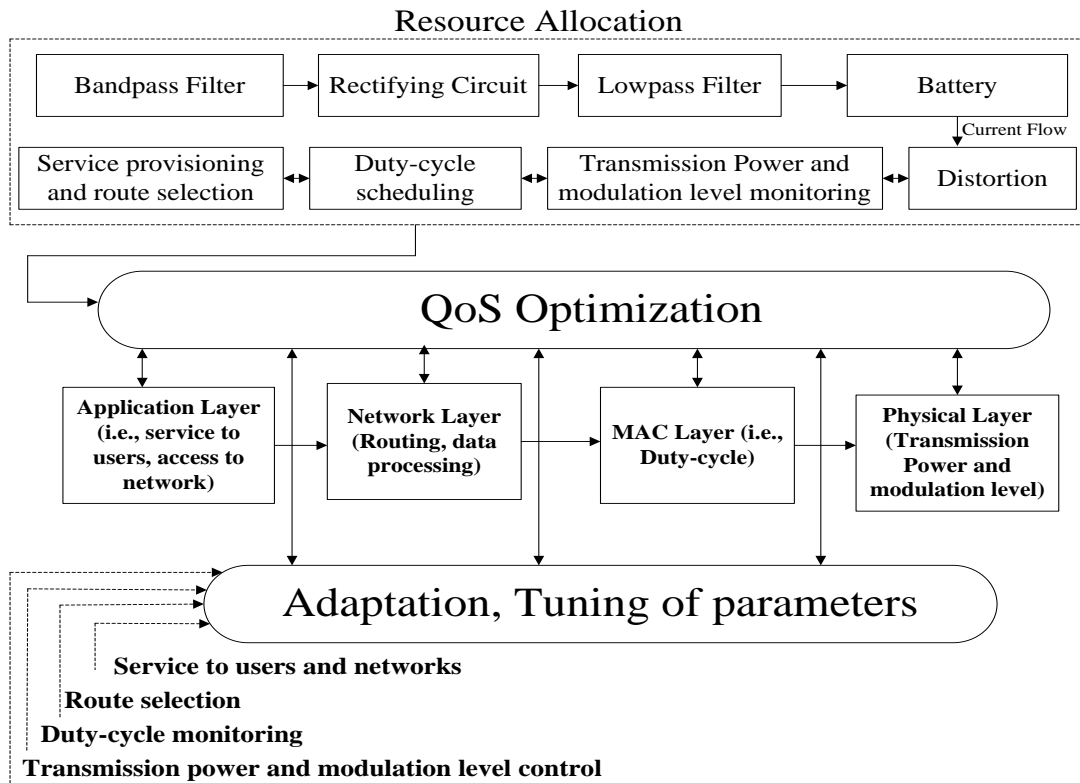 Resource Allocation
Bandpass Filter
Rectifying Circuit
Lowpass Filter
Battery
Current Flow
Service provisioning
and route selection
Duty-cycle
scheduling
Transmission Power and
modulation level monitoring
Distortion
QoS Optimization
Application Layer
(i.e., service to
users, access to
network)
Network Layer
(Routing, data
processing)
MAC Layer (i.e.,
Duty-cycle)
Physical Layer
(Transmission
Power and
modulation level)
Adaptation, Tuning of parameters
Service to users and networks
Route selection
Duty-cycle monitoring
Transmission power and modulation level control